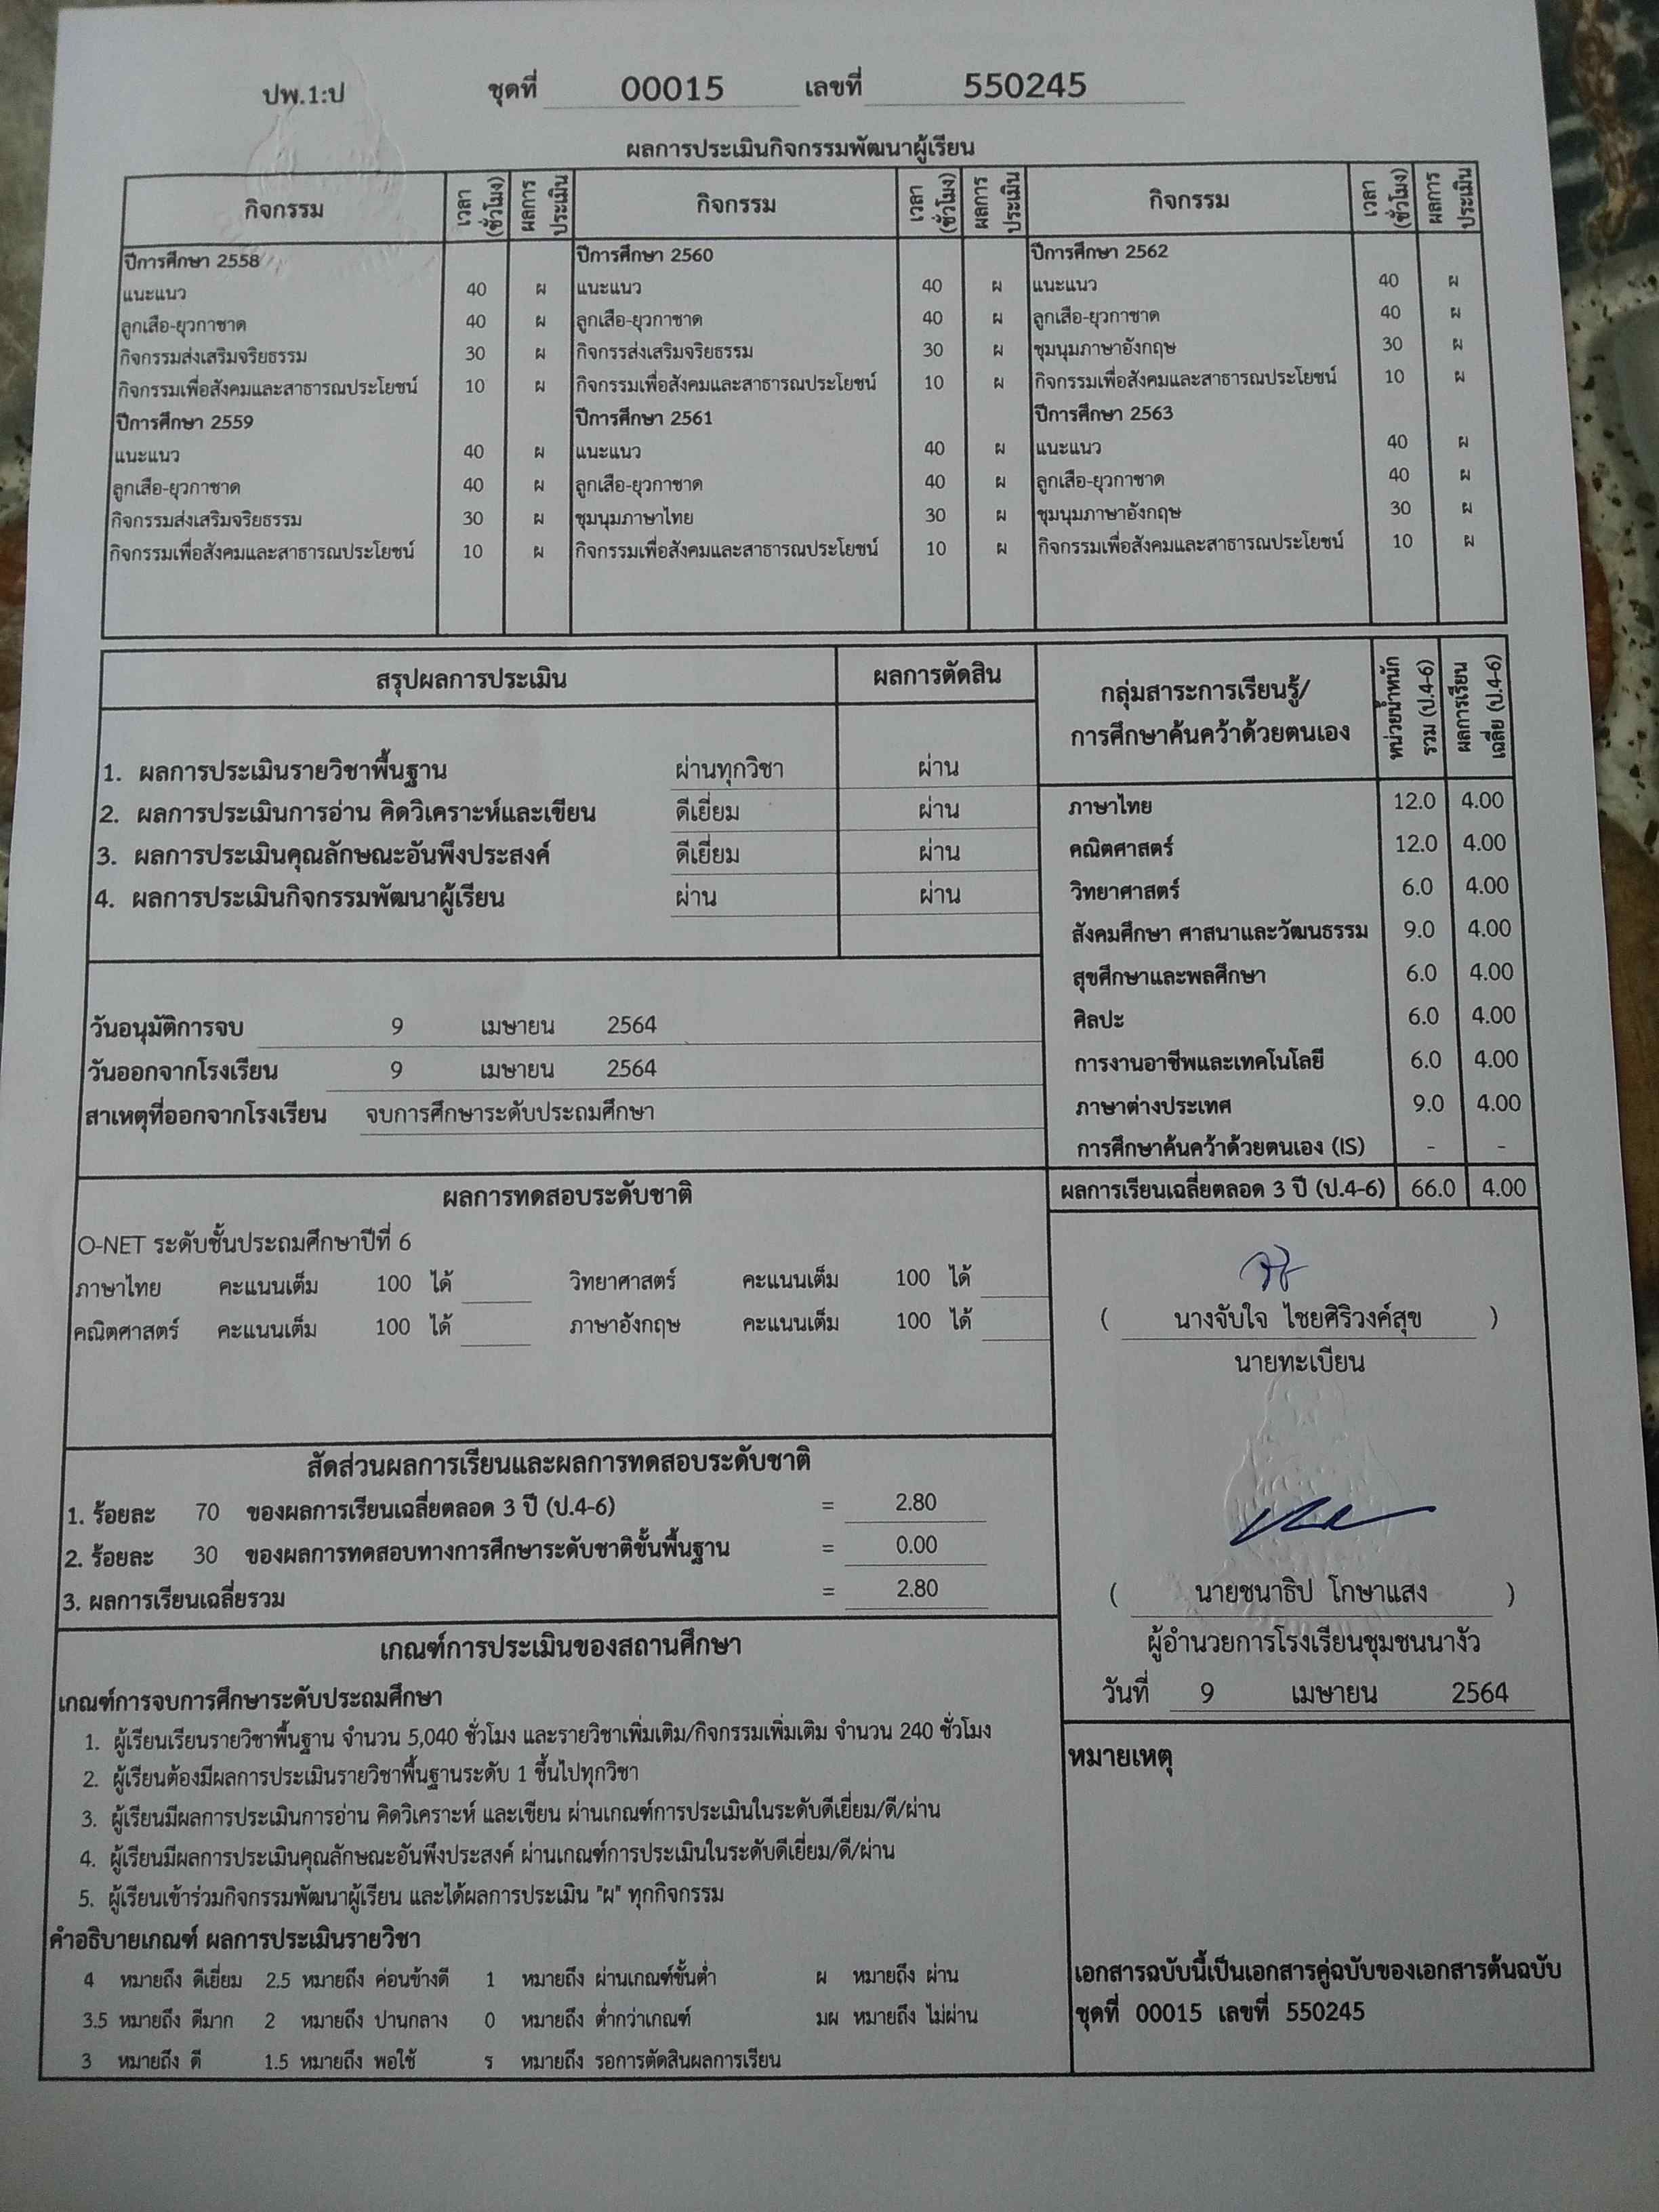 ปพ.1:ป ชุดที่ 00015 เลขที่ 550245
ผลการประเมินกิจกรรมพัฒนาผู้เรียน
กิจกรรม เวลา (ชั่วโมง) ผลการ ประเมิน กิจกรรม เวลา (ชั่วโมง) ผลการ ประเมิน กิจกรรม เวลา (ชั่วโมง) ผลการ ประเมิน
ปีการศึกษา 2558 ปีการศึกษา 2560 ปีการศึกษา 2562
แนะแนว 40 ผ แนะแนว 40 ผ แนะแนว 40 ผ
ลูกเสือ-ยุวกาชาด 40 ผ ลูกเสือ-ยุวกาชาด 40 ผ ลูกเสือ-ยุวกาชาด 40 ผ
กิจกรรมส่งเสริมจริยธรรม 30 ผ กิจกรรส่งเสริมจริยธรรม 30 ผ ชุมนุมภาษาอังกฤษ 30 ผ
กิจกรรมเพื่อสังคมและสาธารณประโยชน์ 10 ผ กิจกรรมเพื่อสังคมและสาธารณประโยชน์ 10 ผ กิจกรรมเพื่อสังคมและสาธารณประโยชน์ 10 ผ
ปีการศึกษา 2559 ปีการศึกษา 2561 ปีการศึกษา 2563
แนะแนว 40 ผ แนะแนว 40 ผ แนะแนว 40 ผ
ลูกเสือ-ยุวกาชาด 40 ผ ลูกเสือ-ยุวกาชาด 40 ผ ลูกเสือ-ยุวกาชาด 40 ผ
กิจกรรมส่งเสริมจริยธรรม 30 ผ ชุมนุมภาษาไทย 30 ผ ชุมนุมภาษาอังกฤษ 30 ผ
กิจกรรมเพื่อสังคมและสาธารณประโยชน์ 10 ผ กิจกรรมเพื่อสังคมและสาธารณประโยชน์ 10 ผ กิจกรรมเพื่อสังคมและสาธารณประโยชน์ 10 ผ
สรุปผลการประเมิน ผลการตัดสิน
1. ผลการประเมินรายวิชาพื้นฐาน ผ่านทุกวิชา ผ่าน
2. ผลการประเมินการอ่าน คิดวิเคราะห์และเขียน ดีเยี่ยม ผ่าน
3. ผลการประเมินคุณลักษณะอันพึงประสงค์ ดีเยี่ยม ผ่าน
4. ผลการประเมินกิจกรรมพัฒนาผู้เรียน ผ่าน ผ่าน
วันอนุมัติการจบ 9 เมษายน 2564
วันออกจากโรงเรียน 9 เมษายน 2564
สาเหตุที่ออกจากโรงเรียน จบการศึกษาระดับประถมศึกษา
ผลการทดสอบระดับชาติ
O-NET ระดับชั้นประถมศึกษาปีที่ 6
ภาษาไทย คะแนนเต็ม 100 ได้ วิทยาศาสตร์ คะแนนเต็ม 100 ได้
คณิตศาสตร์ คะแนนเต็ม 100 ได้ ภาษาอังกฤษ คะแนนเต็ม 100 ได้
สัดส่วนผลการเรียนและผลการทดสอบระดับชาติ
1. ร้อยละ 70 ของผลการเรียนเฉลี่ยตลอด 3 ปี (ป.4-6) = 2.80
2. ร้อยละ 30 ของผลการทดสอบทางการศึกษาระดับชาติขั้นพื้นฐาน = 0.00
3. ผลการเรียนเฉลี่ยรวม = 2.80
เกณฑ์การประเมินของสถานศึกษา
เกณฑ์การจบการศึกษาระดับประถมศึกษา
1. ผู้เรียนเรียนรายวิชาพื้นฐาน จำนวน 5,040 ชั่วโมง และรายวิชาเพิ่มเติม/กิจกรรมเพิ่มเติม จำนวน 240 ชั่วโมง
2. ผู้เรียนต้องมีผลการประเมินรายวิชาพื้นฐานระดับ 1 ขึ้นไปทุกวิชา
3. ผู้เรียนมีผลการประเมินการอ่าน คิดวิเคราะห์ และเขียน ผ่านเกณฑ์การประเมินในระดับดีเยี่ยม/ดี/ผ่าน
4. ผู้เรียนมีผลการประเมินคุณลักษณะอันพึงประสงค์ ผ่านเกณฑ์การประเมินในระดับดีเยี่ยม/ดี/ผ่าน
5. ผู้เรียนเข้าร่วมกิจกรรมพัฒนาผู้เรียน และได้ผลการประเมิน "ผ" ทุกกิจกรรม
คำอธิบายเกณฑ์ ผลการประเมินรายวิชา
4 หมายถึง ดีเยี่ยม 2.5 หมายถึง ค่อนข้างดี 1 หมายถึง ผ่านเกณฑ์ขั้นต่ำ ผ หมายถึง ผ่าน
3.5 หมายถึง ดีมาก 2 หมายถึง ปานกลาง 0 หมายถึง ต่ำกว่าเกณฑ์ มผ หมายถึง ไม่ผ่าน
3 หมายถึง ดี 1.5 หมายถึง พอใช้ ร หมายถึง รอการตัดสินผลการเรียน
กลุ่มสาระการเรียนรู้/ การศึกษาค้นคว้าด้วยตนเอง หน่วยน้ำหนัก รวม (ป.4-6) ผลการเรียน เฉลี่ย (ป.4-6)
ภาษาไทย 12.0 4.00
คณิตศาสตร์ 12.0 4.00
วิทยาศาสตร์ 6.0 4.00
สังคมศึกษา ศาสนาและวัฒนธรรม 9.0 4.00
สุขศึกษาและพลศึกษา 6.0 4.00
ศิลปะ 6.0 4.00
การงานอาชีพและเทคโนโลยี 6.0 4.00
ภาษาต่างประเทศ 9.0 4.00
การศึกษาค้นคว้าด้วยตนเอง (IS) - -
ผลการเรียนเฉลี่ยตลอด 3 ปี (ป.4-6) 66.0 4.00
( นางจับใจ ไชยศิริวงค์สุข )
นายทะเบียน
( นายชนาธิป โกษาแสง )
ผู้อำนวยการโรงเรียนชุมชนนางัว
วันที่ 9 เมษายน 2564
หมายเหตุ
เอกสารฉบับนี้เป็นเอกสารคู่ฉบับของเอกสารต้นฉบับ
ชุดที่ 00015 เลขที่ 550245